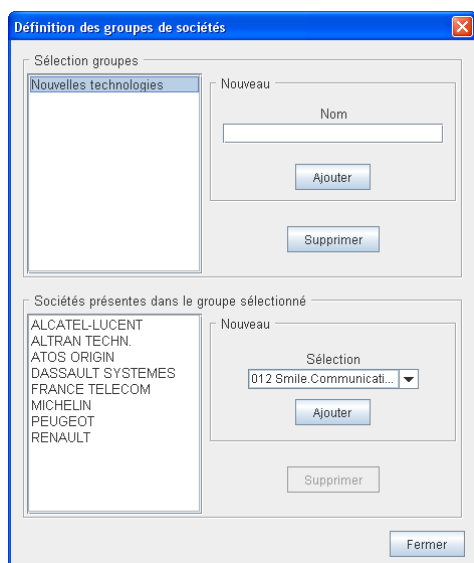 Définition des groupes de sociétés
Sélection groupes
Nouvelles technologies
Nouveau
Nom
Ajouter
Supprimer
Sociétés présentes dans le groupe sélectionné
ALCATEL-LUCENT
ALTRAN TECHN.
ATOS ORIGIN
DASSAULT SYSTEMES
FRANCE TELECOM
MICHELIN
PEUGEOT
RENAULT
Nouveau
Sélection
012 Smile.Communicati...
Ajouter
Supprimer
Fermer